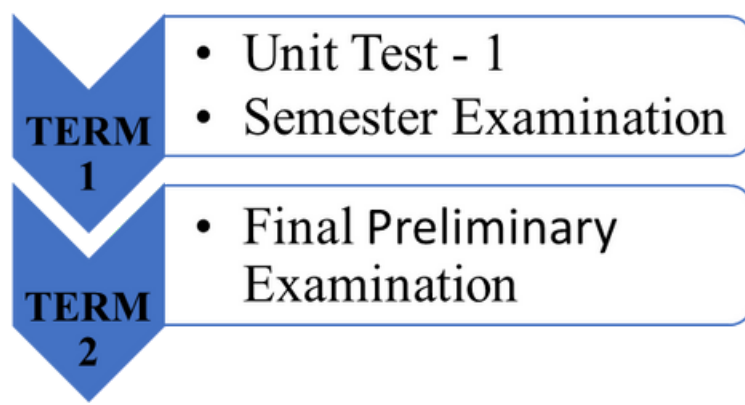 TERM
1
• Unit Test - 1
• Semester Examination
TERM
2
• Final Preliminary
Examination